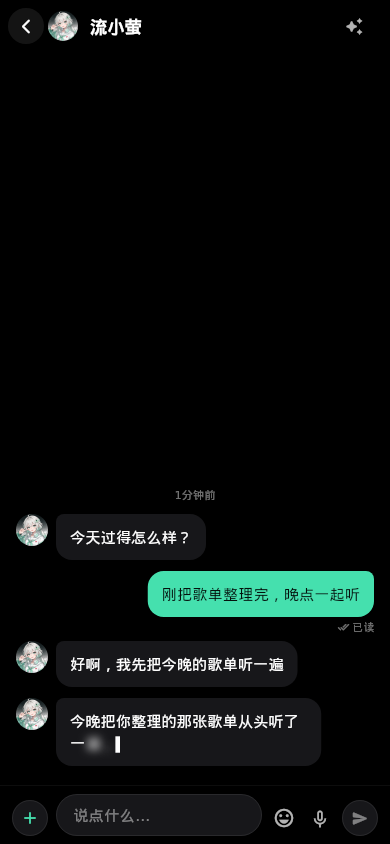 流小萤
1分钟前
今天过得怎么样？
刚把歌单整理完，晚点一起听
已读
好啊，我先把今晚的歌单听一遍
今晚把你整理的那张歌单从头听了
一
说点什么...